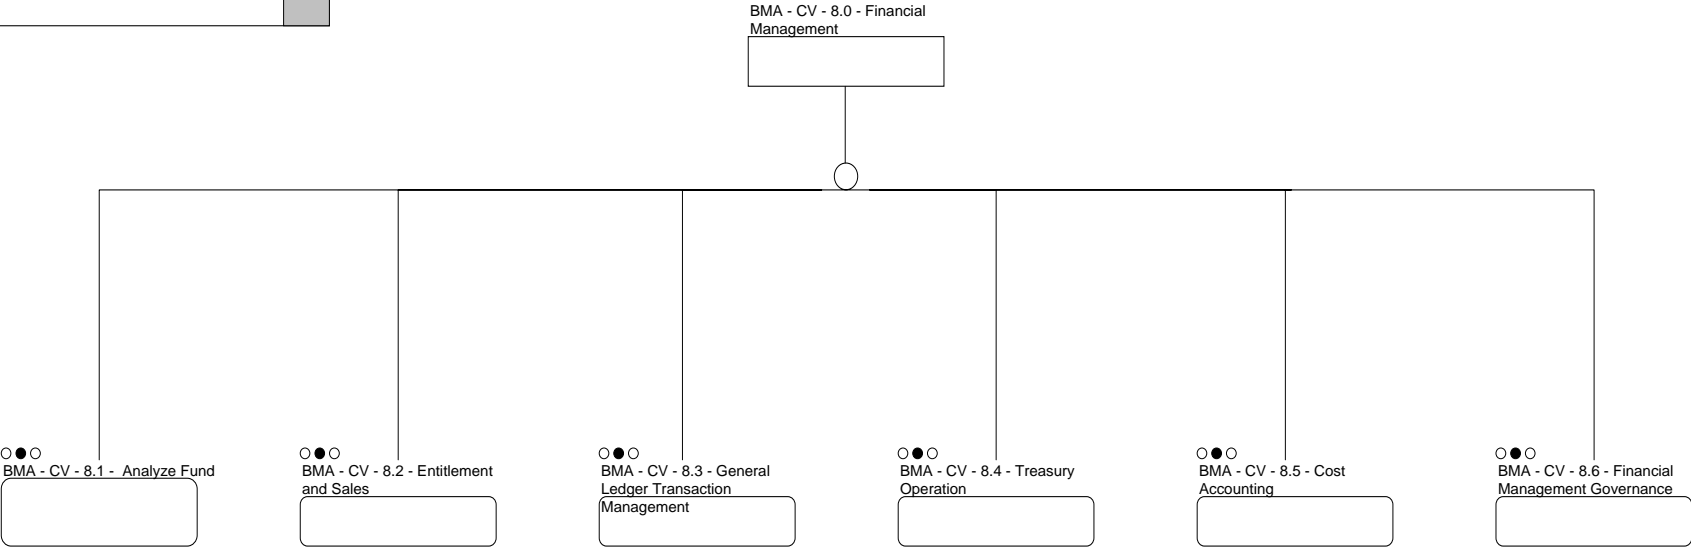 BMA - CV - 8.0 - Financial
Management
BMA - CV - 8.1 -  Analyze Fund
BMA - CV - 8.2 - Entitlement
and Sales
BMA - CV - 8.3 - General
Ledger Transaction
Management
BMA - CV - 8.4 - Treasury
Operation
BMA - CV - 8.5 - Cost
Accounting
BMA - CV - 8.6 - Financial
Management Governance